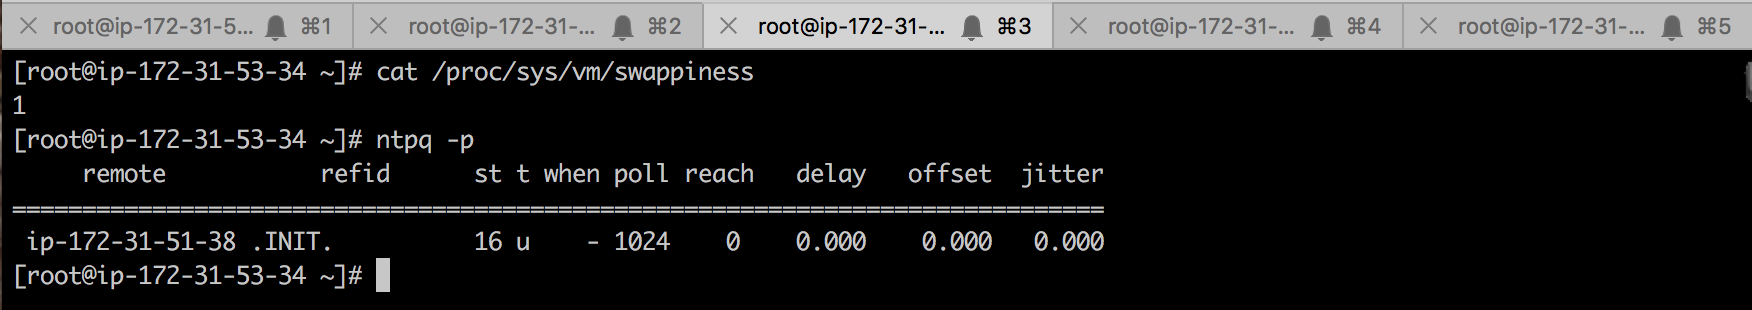 × root@ip-172-31-5... ⌘1 × root@ip-172-31-... ⌘2 × root@ip-172-31-... ⌘3 × root@ip-172-31-... ⌘4 × root@ip-172-31-... ⌘5
[root@ip-172-31-53-34 ~]# cat /proc/sys/vm/swappiness
1
[root@ip-172-31-53-34 ~]# ntpq -p
     remote           refid      st t when poll reach   delay   offset  jitter
==============================================================================
 ip-172-31-51-38 .INIT.          16 u    - 1024    0    0.000    0.000   0.000
[root@ip-172-31-53-34 ~]#